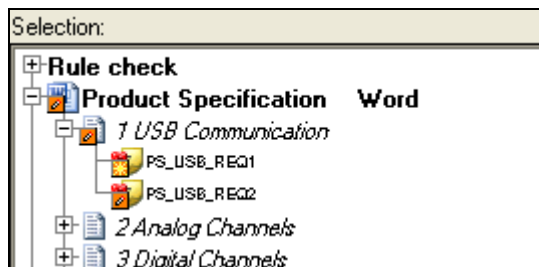 Selection:
Rule check
Product Specification Word
1 USB Communication
PS_USB_REQ1
PS_USB_REQ2
2 Analog Channels
3 Digital Channels